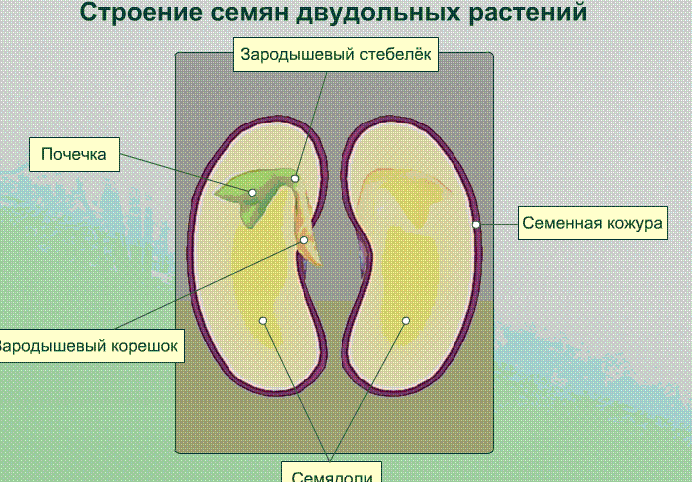 Строение семян двудольных растений
Зародышевый стебелёк
Почечка
Семенная кожура
Зародышевый корешок
Семядоли